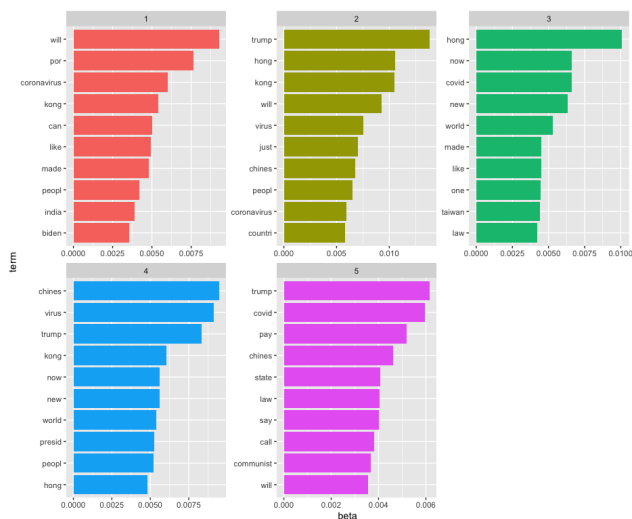 1
will
por
coronavirus
kong
can
like
made
peopl
india
biden
0.0000 0.0025 0.0050 0.0075
2
trump
hong
kong
will
virus
just
chines
peopl
coronavirus
countri
0.000 0.005 0.010
3
hong
now
covid
new
world
made
like
one
taiwan
law
0.0000 0.0025 0.0050 0.0075 0.0100
term
4
chines
virus
trump
kong
now
new
world
presid
peopl
hong
0.0000 0.0025 0.0050 0.0075
5
trump
covid
pay
chines
state
law
say
call
communist
will
0.000 0.002 0.004 0.006
beta